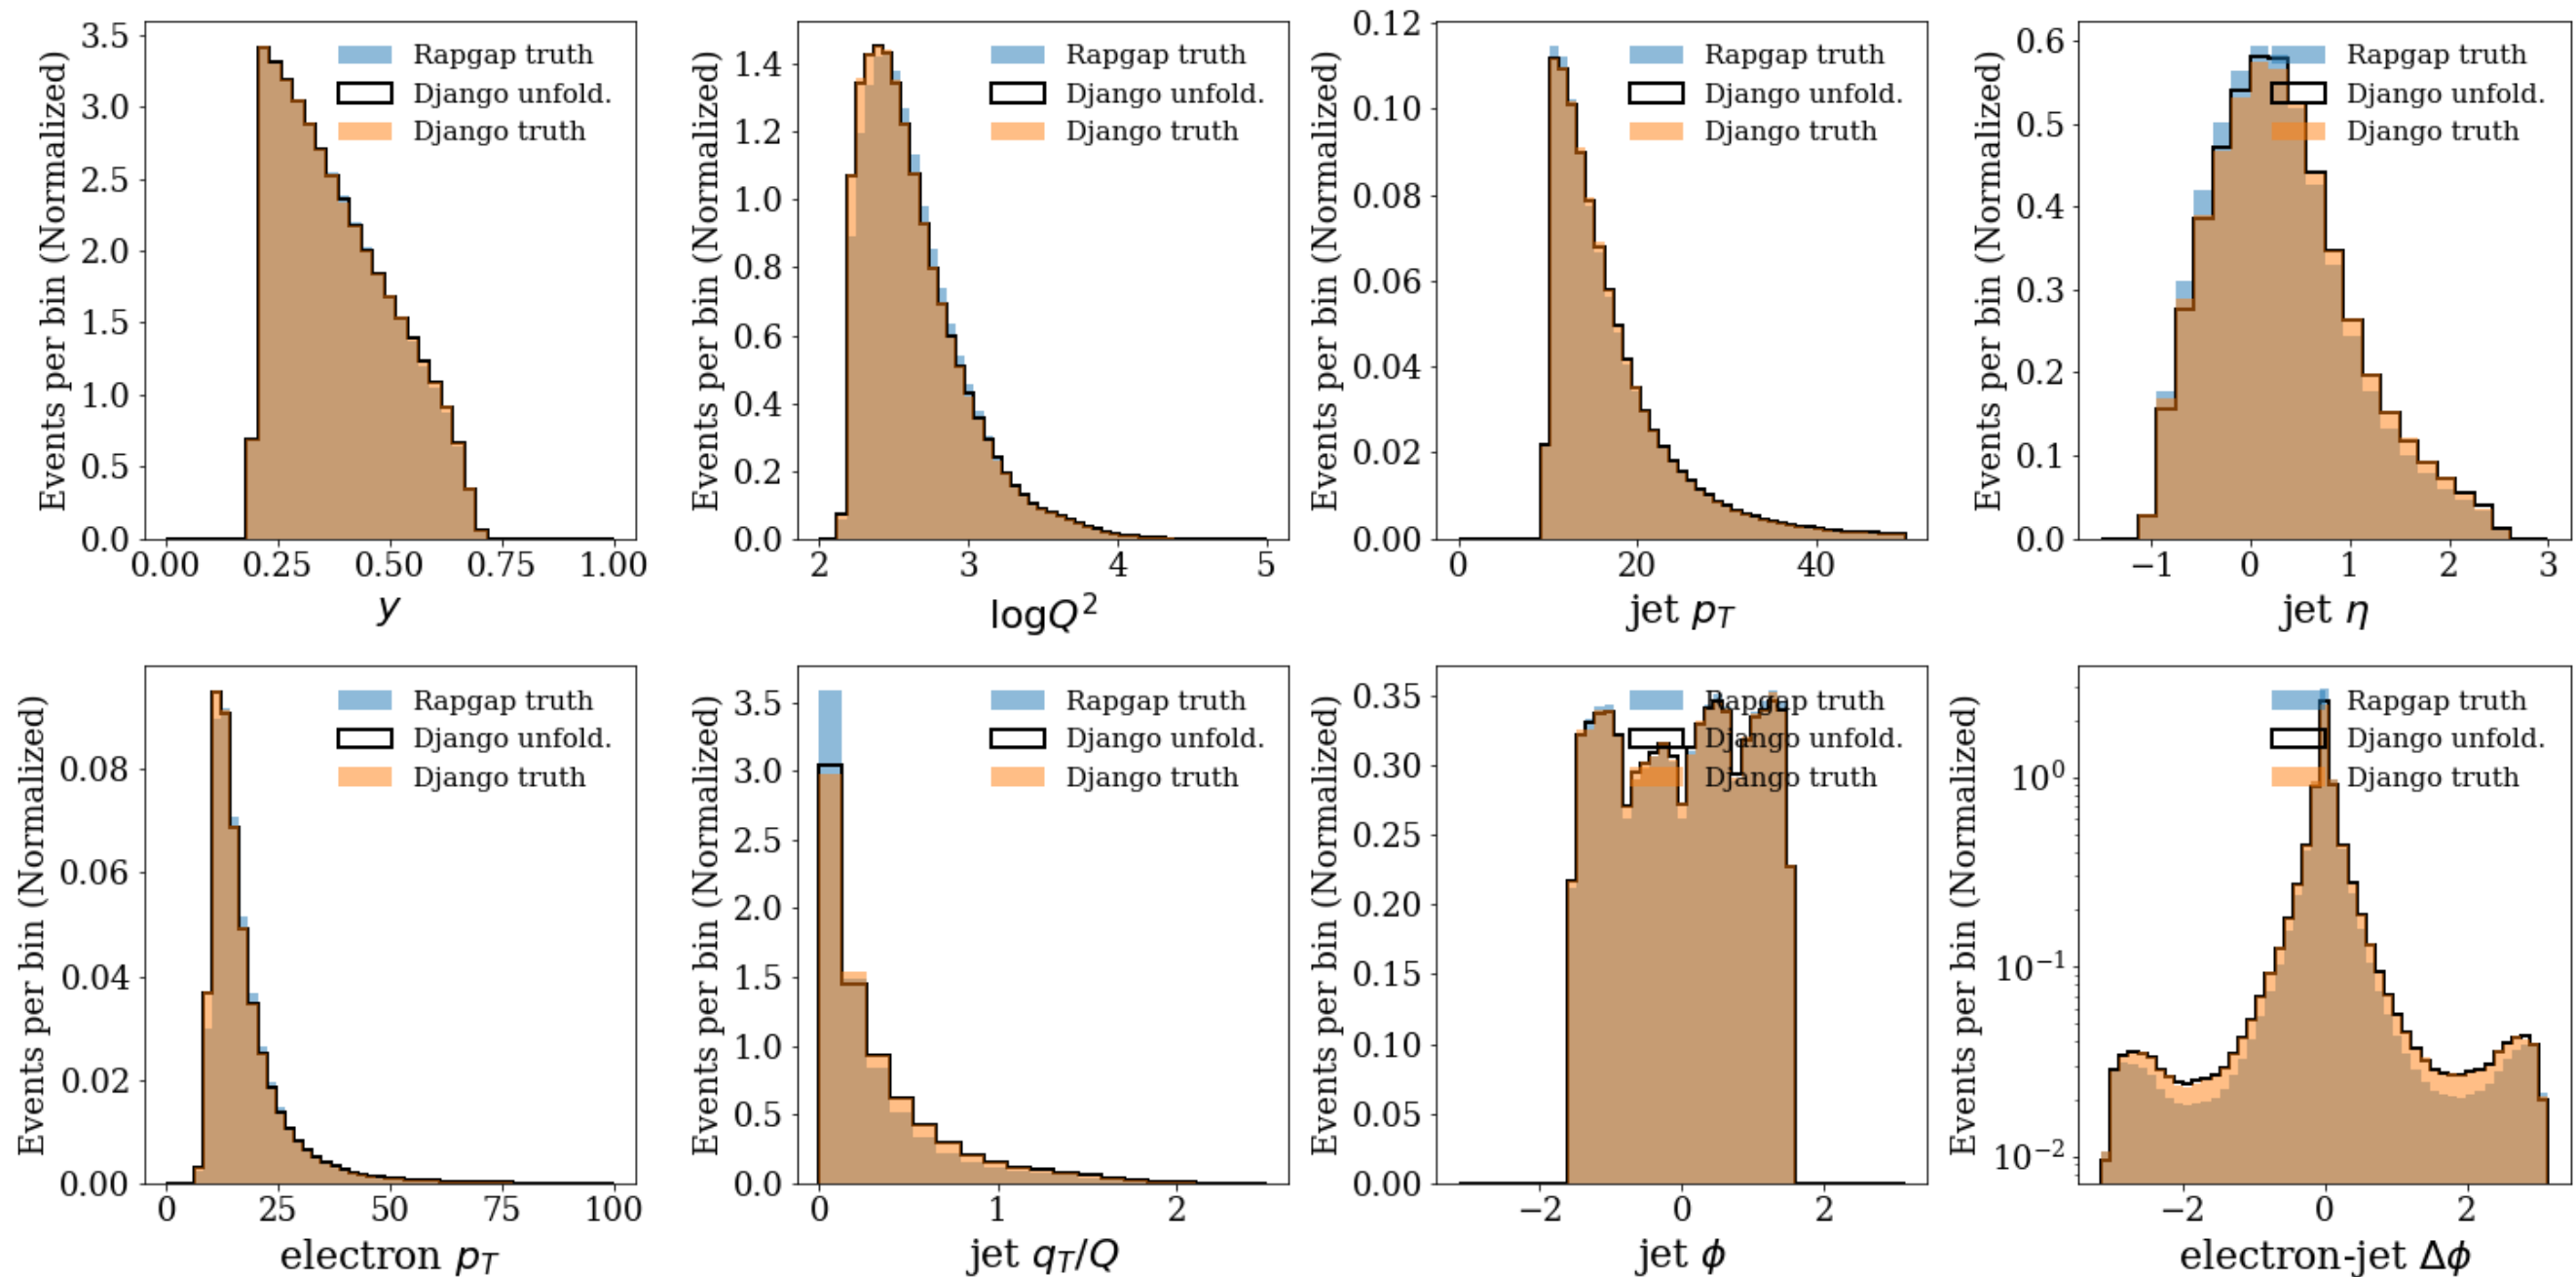 Events per bin (Normalized)
3.5
3.0
2.5
2.0
1.5
1.0
0.5
0.0
Rapgap truth
Django unfold.
Django truth
0.00 0.25 0.50 0.75 1.00
y
Events per bin (Normalized)
1.4
1.2
1.0
0.8
0.6
0.4
0.2
0.0
Rapgap truth
Django unfold.
Django truth
2 3 4 5
logQ²
Events per bin (Normalized)
0.12
0.10
0.08
0.06
0.04
0.02
0.00
Rapgap truth
Django unfold.
Django truth
0 20 40
jet p_T
Events per bin (Normalized)
0.6
0.5
0.4
0.3
0.2
0.1
0.0
Rapgap truth
Django unfold.
Django truth
−1 0 1 2 3
jet η
Events per bin (Normalized)
0.08
0.06
0.04
0.02
0.00
Rapgap truth
Django unfold.
Django truth
0 25 50 75 100
electron p_T
Events per bin (Normalized)
3.5
3.0
2.5
2.0
1.5
1.0
0.5
0.0
Rapgap truth
Django unfold.
Django truth
0 1 2
jet q_T/Q
Events per bin (Normalized)
0.35
0.30
0.25
0.20
0.15
0.10
0.05
0.00
Rapgap truth
Django unfold.
Django truth
−2 0 2
jet ϕ
Events per bin (Normalized)
10⁰
10⁻¹
10⁻²
Rapgap truth
Django unfold.
Django truth
−2 0 2
electron-jet Δϕ